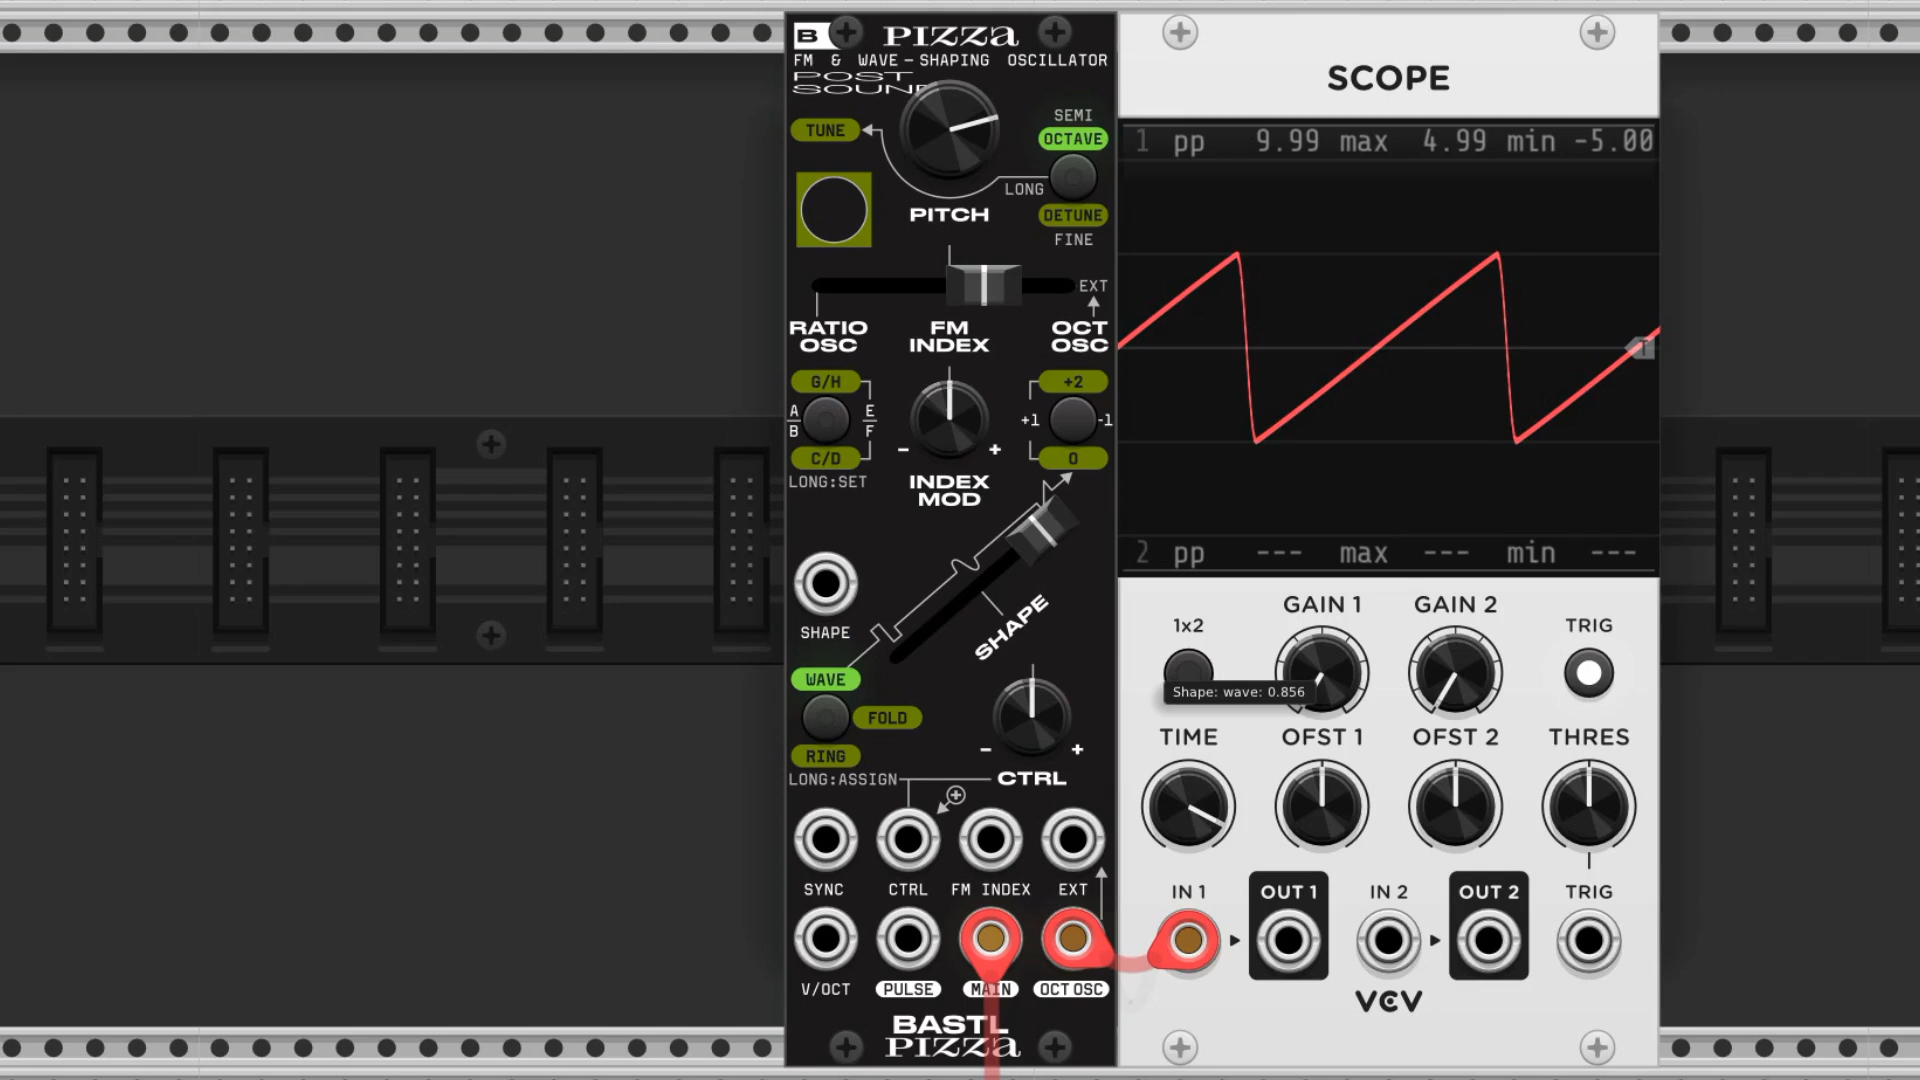 B PIZZa
FM & WAVE-SHAPING OSCILLATOR
POST
SOUND
SEMI
OCTAVE
TUNE
LONG
PITCH
DETUNE
FINE
EXT
RATIO
OSC
FM
INDEX
OCT
OSC
G/H
+2
A
B
E
F
+1
-1
- +
C/D
0
LONG:SET
INDEX
MOD
SHAPE
SHAPE
WAVE
FOLD
RING
- +
LONG:ASSIGN
CTRL
SYNC CTRL FM INDEX EXT
V/OCT PULSE MAIN OCT OSC
BASTL
PIZZa
SCOPE
1 pp 9.99 max 4.99 min -5.00
T
2 pp --- max --- min ---
GAIN 1 GAIN 2
1x2 TRIG
Shape: wave: 0.856
TIME OFST 1 OFST 2 THRES
IN 1 OUT 1 IN 2 OUT 2 TRIG
VCV